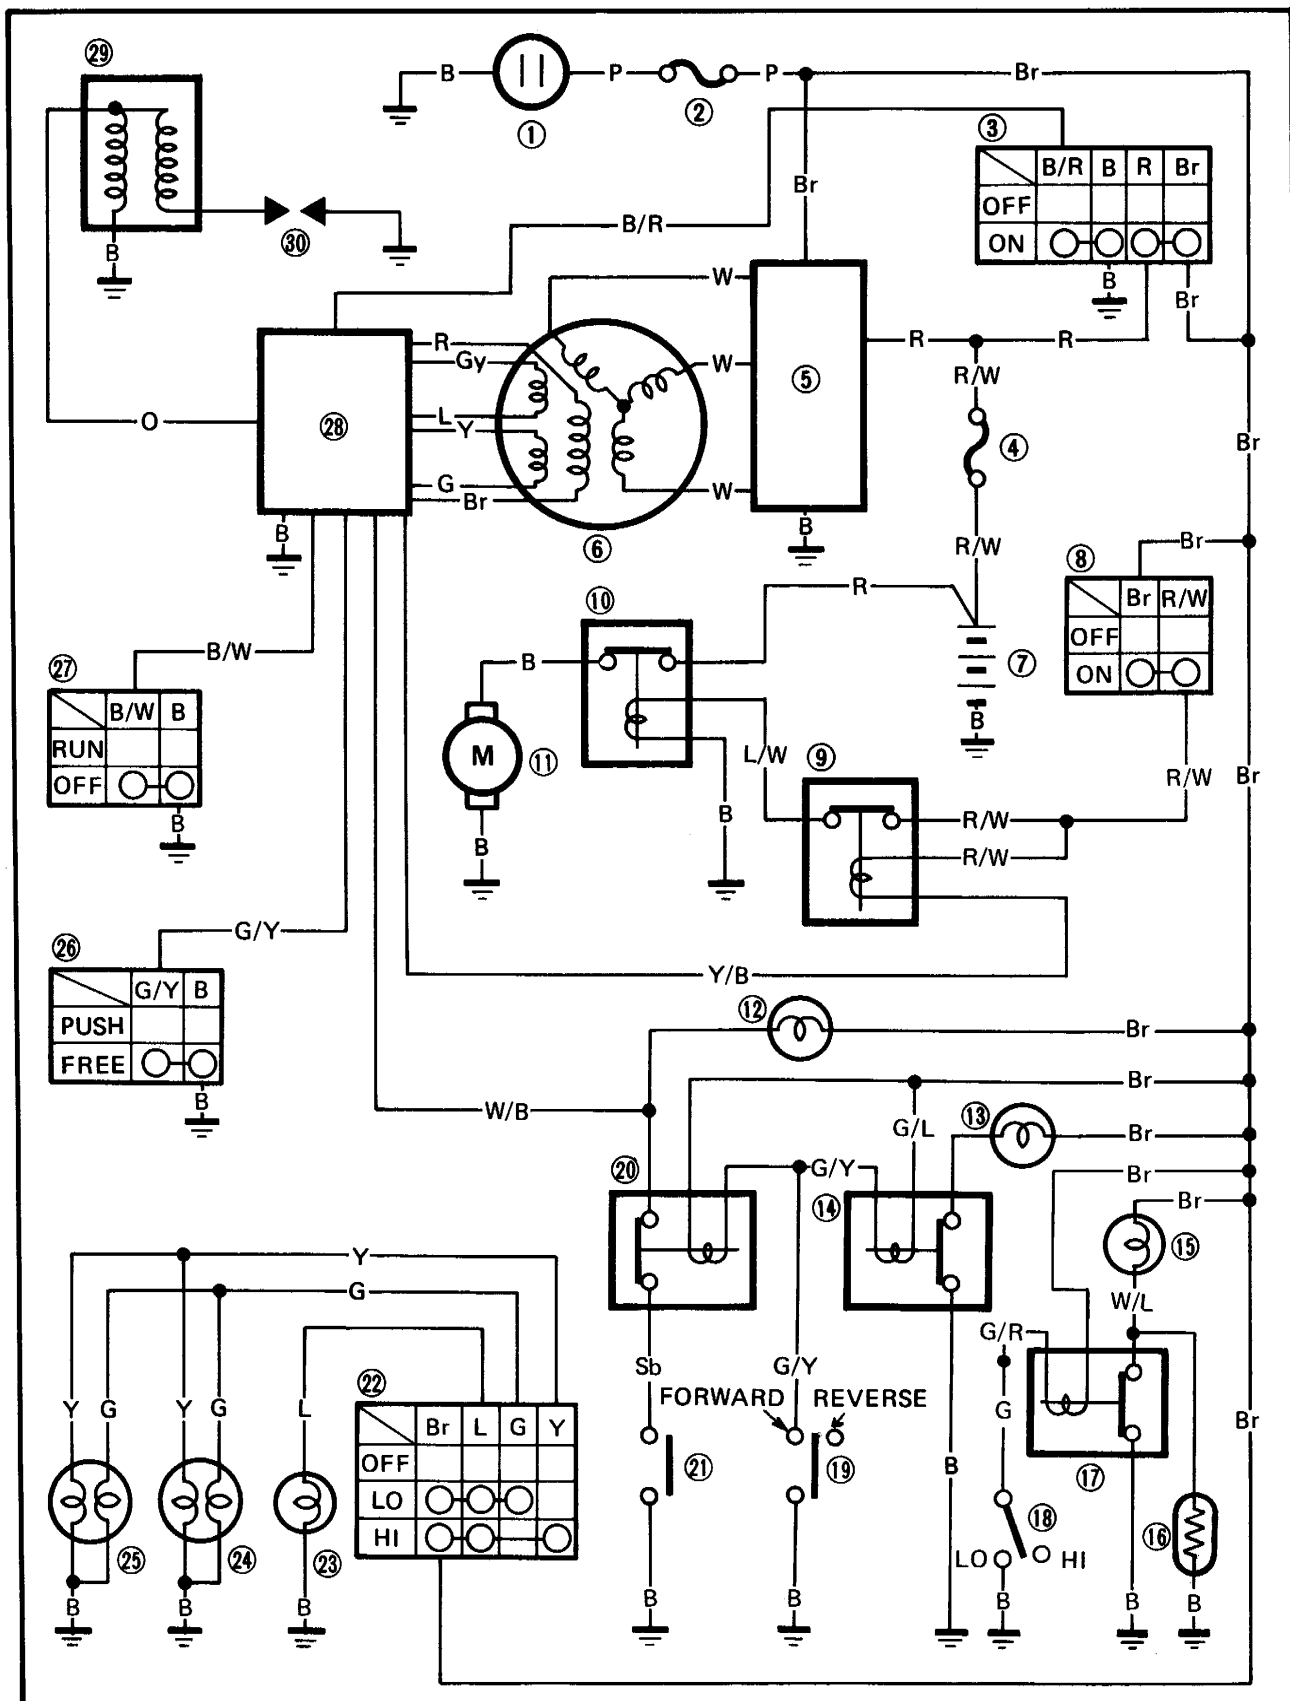 29
B
P
P
Br
1
2
3
B/R B R Br
OFF
ON
B
Br
Br
B
30
B/R
W
R
Gy
W
5
R
R
R/W
O
28
L
Y
4
Br
G
Br
W
B
6
B
R/W
Br
8
Br R/W
OFF
ON
10
R
B/W
B
7
27
B/W B
RUN
OFF
M
11
B
L/W
9
R/W
Br
B
B
B
R/W
R/W
G/Y
26
G/Y B
PUSH
FREE
Y/B
12
Br
B
Br
W/B
G/L
13
Br
20
G/Y
14
Br
Br
15
Y
G
W/L
G/R
Sb
G/Y
22
FORWARD REVERSE
Y G Y G L
Br L G Y
OFF
LO
HI
G
Br
21
19
B
17
18
16
25
24
23
LO HI
B B B B B B B B